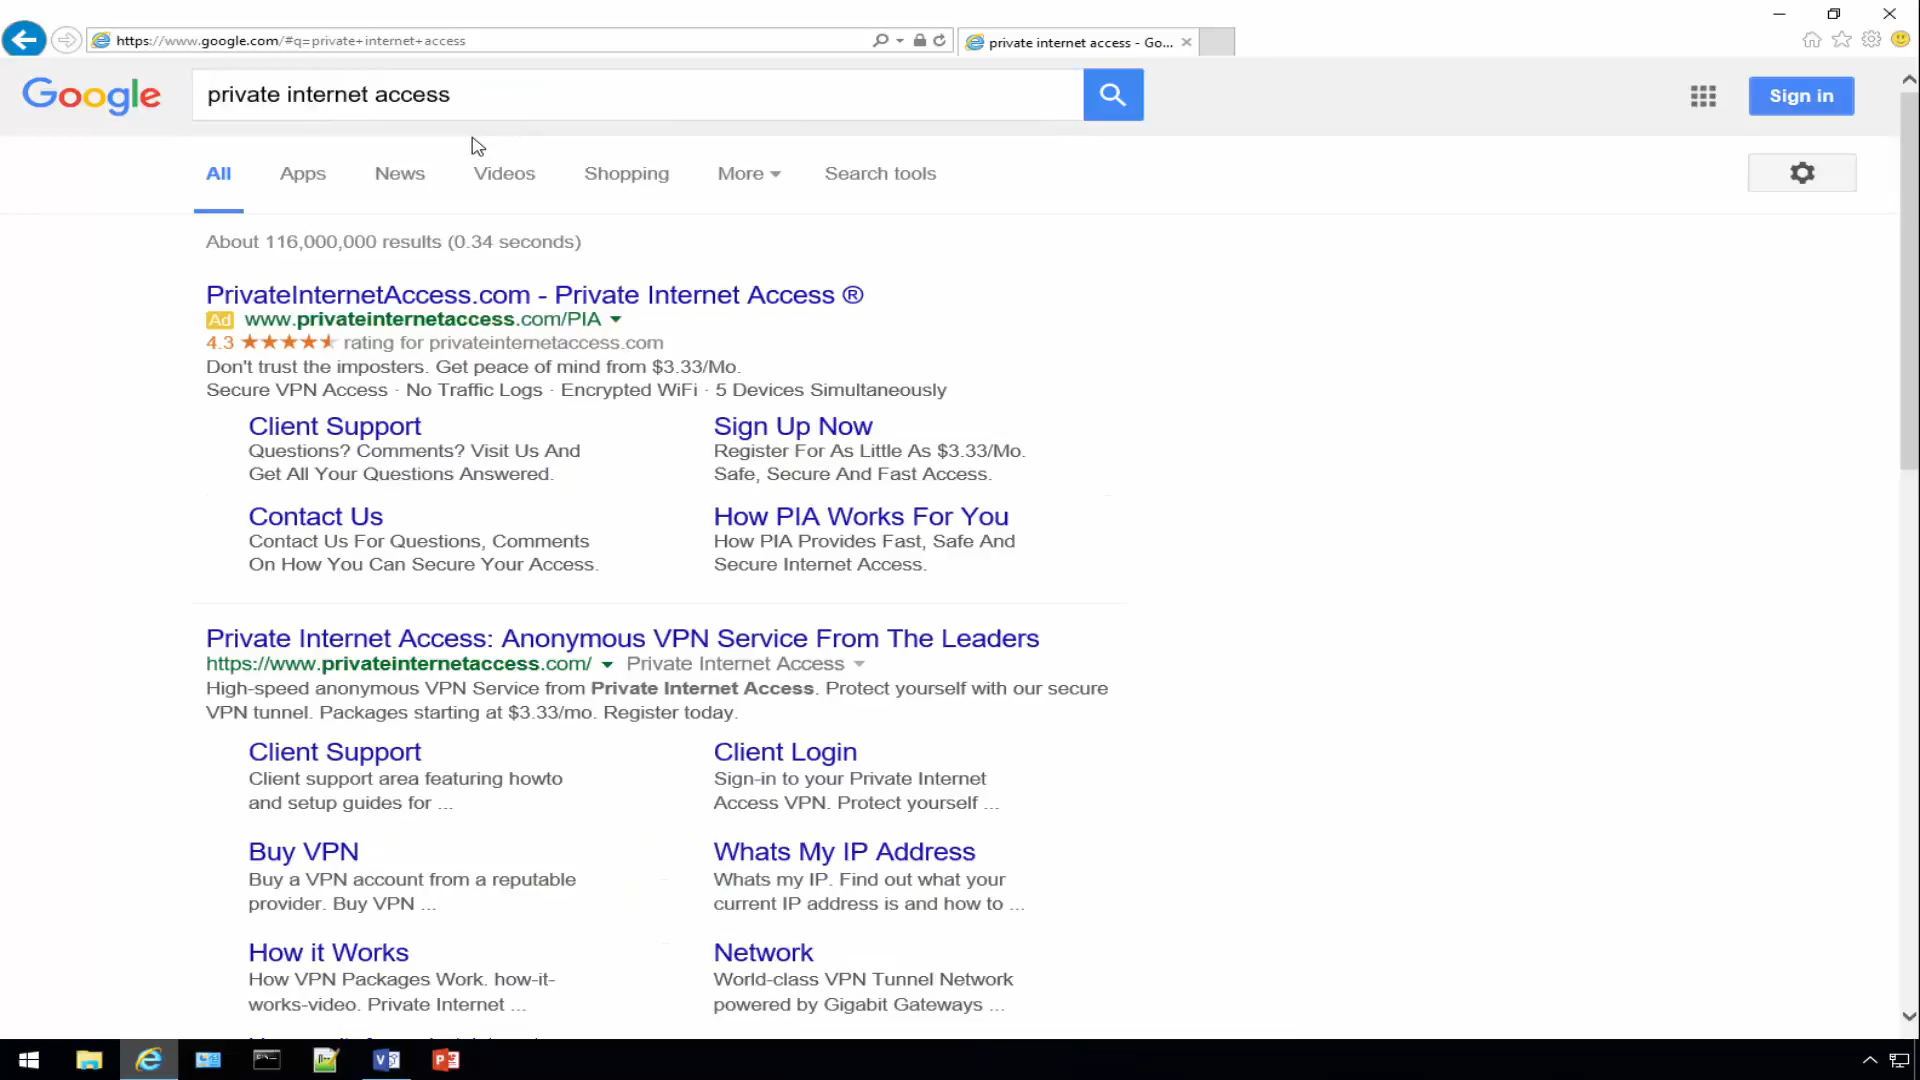 https://www.google.com/#q=private+internet+access
private internet access - Go...
Google
private internet access
Sign in
All
Apps
News
Videos
Shopping
More
Search tools
About 116,000,000 results (0.34 seconds)
PrivateInternetAccess.com - Private Internet Access ®
Ad www.privateinternetaccess.com/PIA
4.3 rating for privateinternetaccess.com
Don't trust the imposters. Get peace of mind from $3.33/Mo.
Secure VPN Access · No Traffic Logs · Encrypted WiFi · 5 Devices Simultaneously
Client Support
Questions? Comments? Visit Us And
Get All Your Questions Answered.
Sign Up Now
Register For As Little As $3.33/Mo.
Safe, Secure And Fast Access.
Contact Us
Contact Us For Questions, Comments
On How You Can Secure Your Access.
How PIA Works For You
How PIA Provides Fast, Safe And
Secure Internet Access.
Private Internet Access: Anonymous VPN Service From The Leaders
https://www.privateinternetaccess.com/ Private Internet Access
High-speed anonymous VPN Service from Private Internet Access. Protect yourself with our secure
VPN tunnel. Packages starting at $3.33/mo. Register today.
Client Support
Client support area featuring howto
and setup guides for ...
Client Login
Sign-in to your Private Internet
Access VPN. Protect yourself ...
Buy VPN
Buy a VPN account from a reputable
provider. Buy VPN ...
Whats My IP Address
Whats my IP. Find out what your
current IP address is and how to ...
How it Works
How VPN Packages Work. how-it-
works-video. Private Internet ...
Network
World-class VPN Tunnel Network
powered by Gigabit Gateways ...